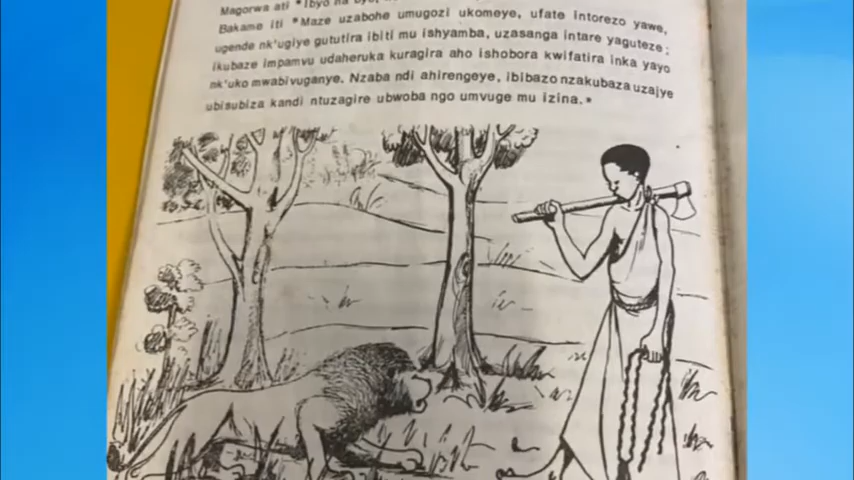 Magorwa ati "Ibyo na
Bakame iti "Maze uzabohe umugozi ukomeye, ufate intorezo yawe,
ugende nk'ugiye gututira ibiti mu ishyamba, uzasanga intare yaguteze;
ikubaze impamvu udaheruka kuragira aho ishobora kwifatira inka yayo
nk'uko mwabivuganye. Nzaba ndi ahirengeye, ibibazo nzakubaza uzajye
ubisubiza kandi ntuzagire ubwoba ngo umvuge mu izina."